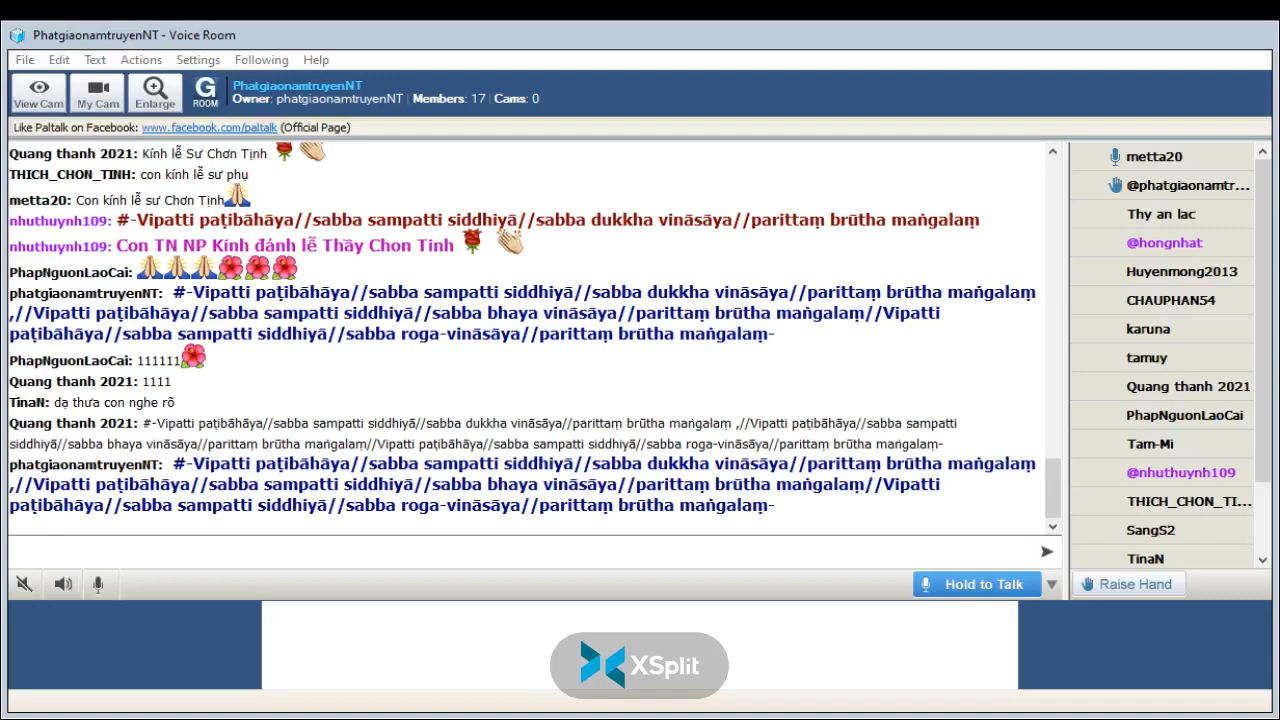 PhatgiaonamtruyenNT - Voice Room
File Edit Text Actions Settings Following Help
View Cam My Cam Enlarge G ROOM
PhatgiaonamtruyenNT
Owner: phatgiaonamtruyenNT | Members: 17 | Cams: 0
Like Paltalk on Facebook: www.facebook.com/paltalk (Official Page)
Quang thanh 2021: Kính lễ Sư Chơn Tịnh
THICH_CHON_TINH: con kính lễ sư phụ
metta20: Con kính lễ sư Chơn Tịnh
nhuthuynh109: #-Vipatti paṭibāhāya//sabba sampatti siddhiyā//sabba dukkha vināsāya//parittaṃ brūtha maṅgalaṃ
nhuthuynh109: Con TN NP Kính đảnh lễ Thầy Chon Tinh
PhapNguonLaoCai:
phatgiaonamtruyenNT: #-Vipatti paṭibāhāya//sabba sampatti siddhiyā//sabba dukkha vināsāya//parittaṃ brūtha maṅgalaṃ
,//Vipatti paṭibāhāya//sabba sampatti siddhiyā//sabba bhaya vināsāya//parittaṃ brūtha maṅgalaṃ//Vipatti
paṭibāhāya//sabba sampatti siddhiyā//sabba roga-vināsāya//parittaṃ brūtha maṅgalaṃ-
PhapNguonLaoCai: 111111
Quang thanh 2021: 1111
TinaN: dạ thưa con nghe rõ
Quang thanh 2021: #-Vipatti paṭibāhāya//sabba sampatti siddhiyā//sabba dukkha vināsāya//parittaṃ brūtha maṅgalaṃ ,//Vipatti paṭibāhāya//sabba sampatti
siddhiyā//sabba bhaya vināsāya//parittaṃ brūtha maṅgalaṃ//Vipatti paṭibāhāya//sabba sampatti siddhiyā//sabba roga-vināsāya//parittaṃ brūtha maṅgalaṃ-
phatgiaonamtruyenNT: #-Vipatti paṭibāhāya//sabba sampatti siddhiyā//sabba dukkha vināsāya//parittaṃ brūtha maṅgalaṃ
,//Vipatti paṭibāhāya//sabba sampatti siddhiyā//sabba bhaya vināsāya//parittaṃ brūtha maṅgalaṃ//Vipatti
paṭibāhāya//sabba sampatti siddhiyā//sabba roga-vināsāya//parittaṃ brūtha maṅgalaṃ-
metta20
@phatgiaonamtr...
Thy an lac
@hongnhat
Huyenmong2013
CHAUPHAN54
karuna
tamuy
Quang thanh 2021
PhapNguonLaoCai
Tam-Mi
@nhuthuynh109
THICH_CHON_TI...
SangS2
TinaN
Hold to Talk
Raise Hand
XSplit